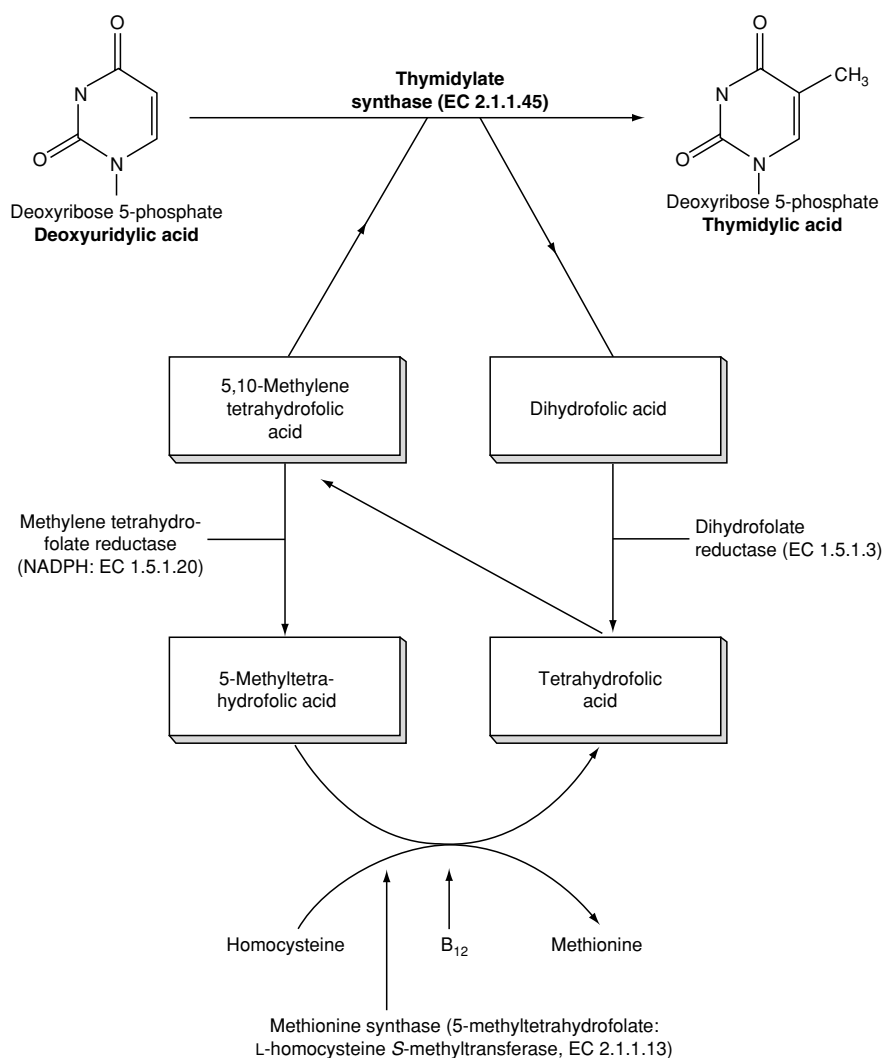 O
N
O
N
Deoxyribose 5-phosphate
Deoxyuridylic acid
Thymidylate
synthase (EC 2.1.1.45)
O
CH3
N
O
N
Deoxyribose 5-phosphate
Thymidylic acid
5,10-Methylene
tetrahydrofolic
acid
Dihydrofolic acid
Methylene tetrahydro-
folate reductase
(NADPH: EC 1.5.1.20)
Dihydrofolate
reductase (EC 1.5.1.3)
5-Methyltetra-
hydrofolic acid
Tetrahydrofolic
acid
Homocysteine
B12
Methionine
Methionine synthase (5-methyltetrahydrofolate:
L-homocysteine S-methyltransferase, EC 2.1.1.13)